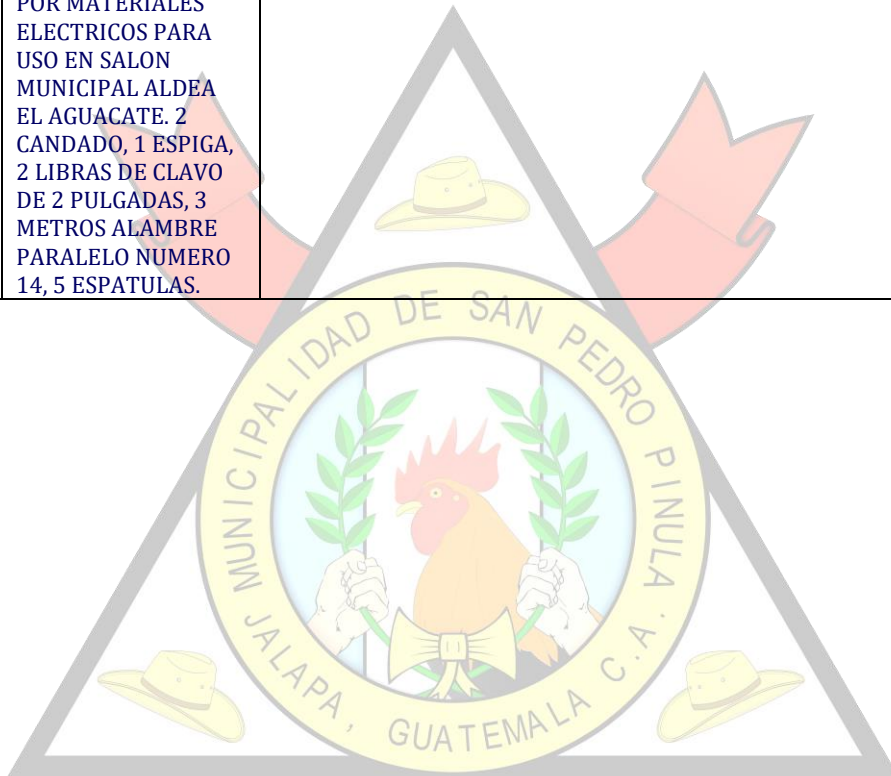 POR MATERIALES
ELECTRICOS PARA
USO EN SALON
MUNICIPAL ALDEA
EL AGUACATE. 2
CANDADO, 1 ESPIGA,
2 LIBRAS DE CLAVO
DE 2 PULGADAS, 3
METROS ALAMBRE
PARALELO NUMERO
14, 5 ESPATULAS.
MUNICIPALIDAD DE SAN PEDRO PINULA.
JALAPA, GUATEMALA C.A.